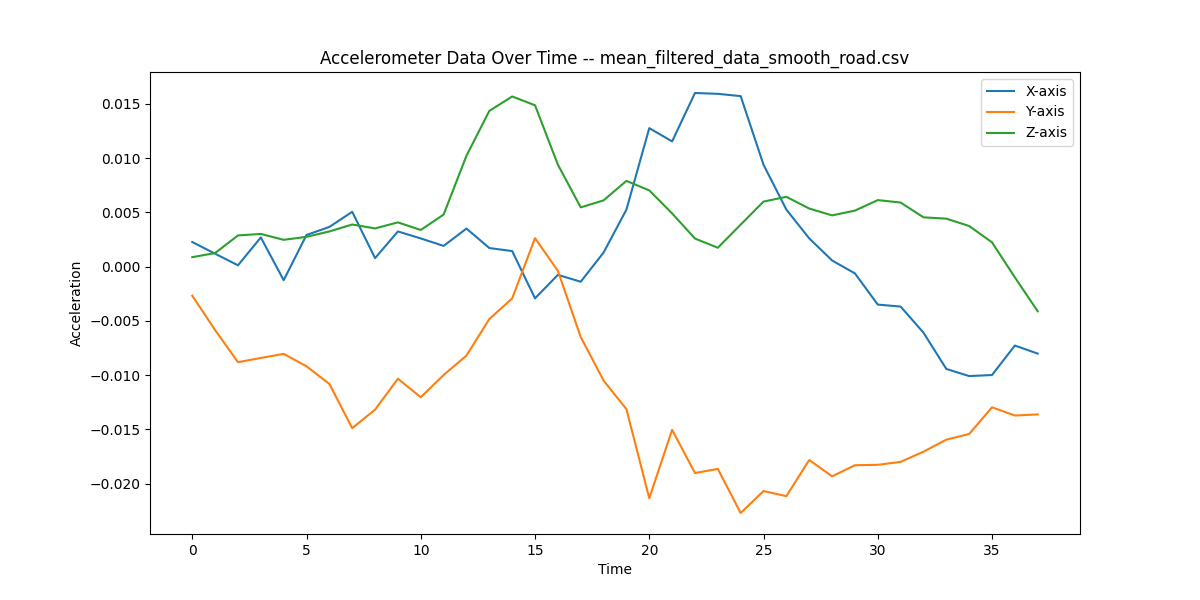 Accelerometer Data Over Time -- mean_filtered_data_smooth_road.csv
X-axis
Y-axis
Z-axis
0.015
0.010
0.005
0.000
−0.005
−0.010
−0.015
−0.020
Acceleration
0 5 10 15 20 25 30 35
Time